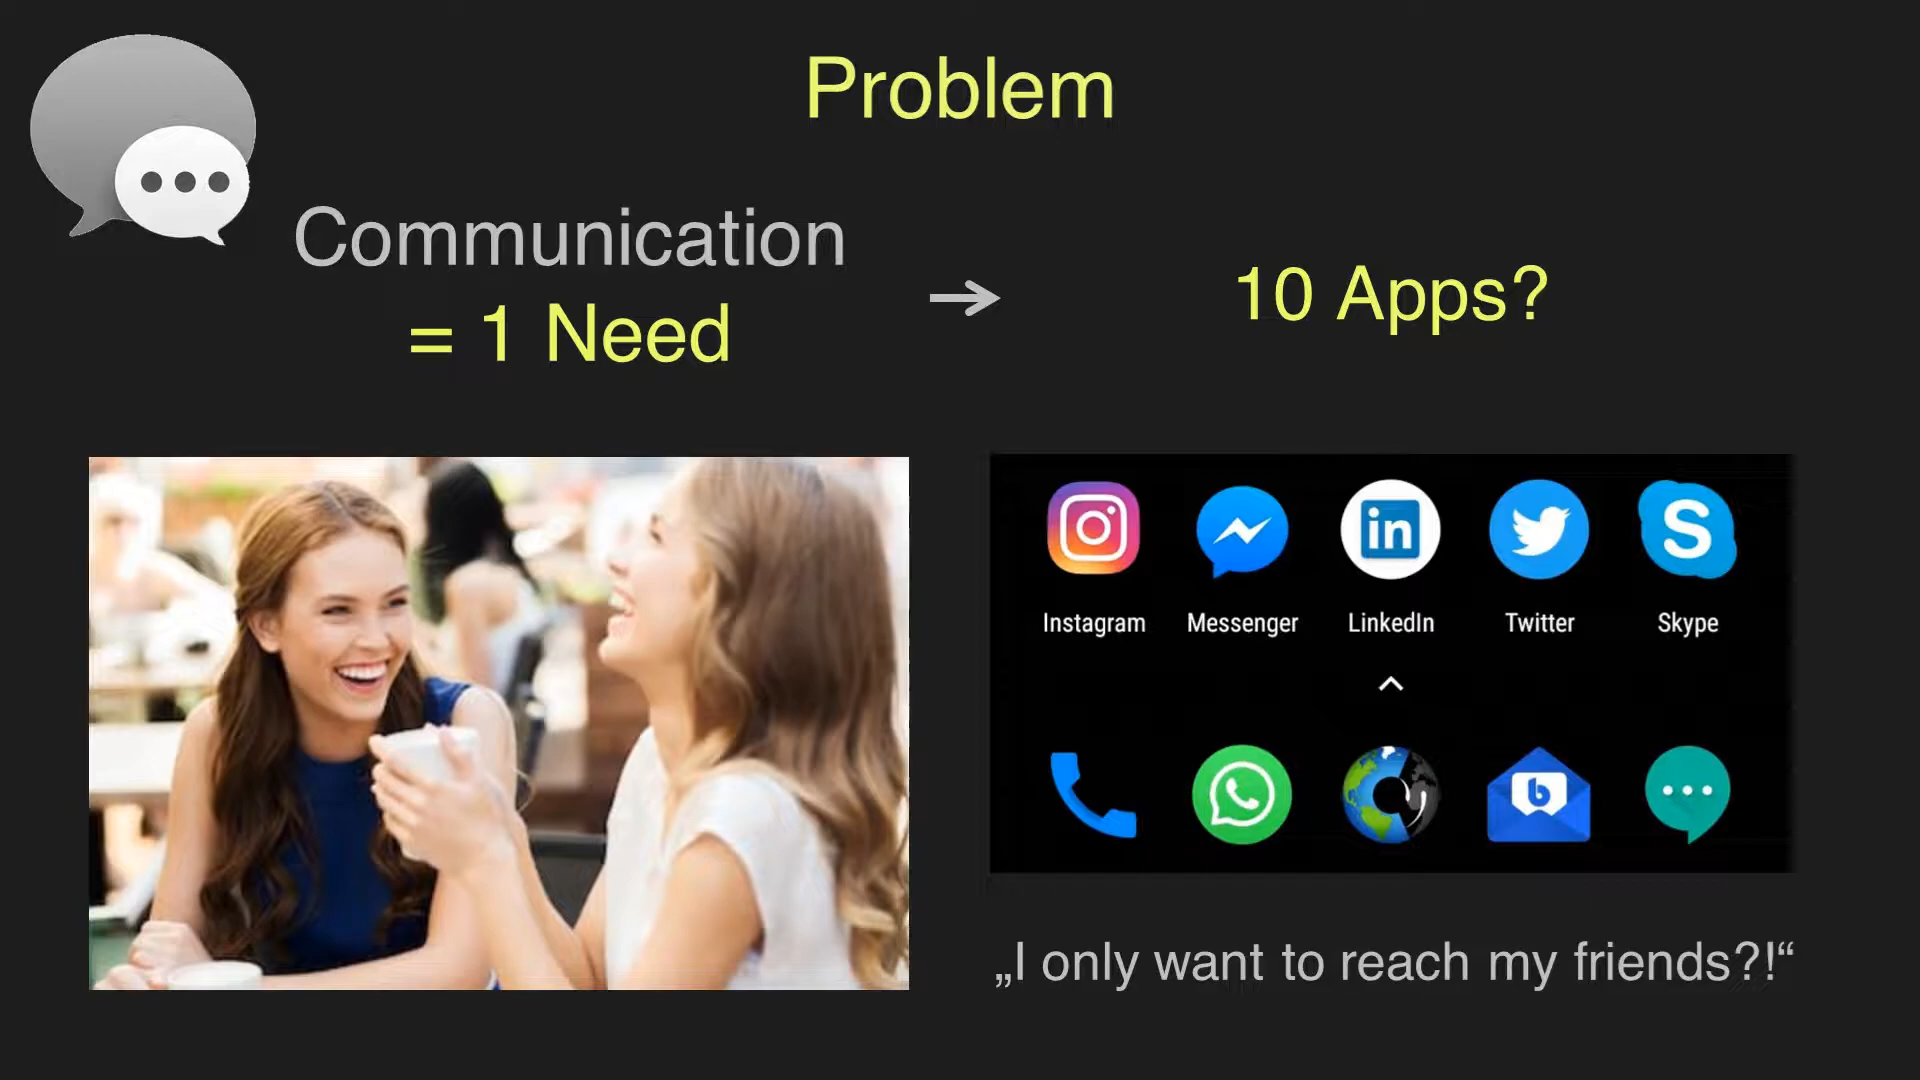 Problem
Communication
= 1 Need
10 Apps?
Instagram
Messenger
LinkedIn
Twitter
Skype
„I only want to reach my friends?!“